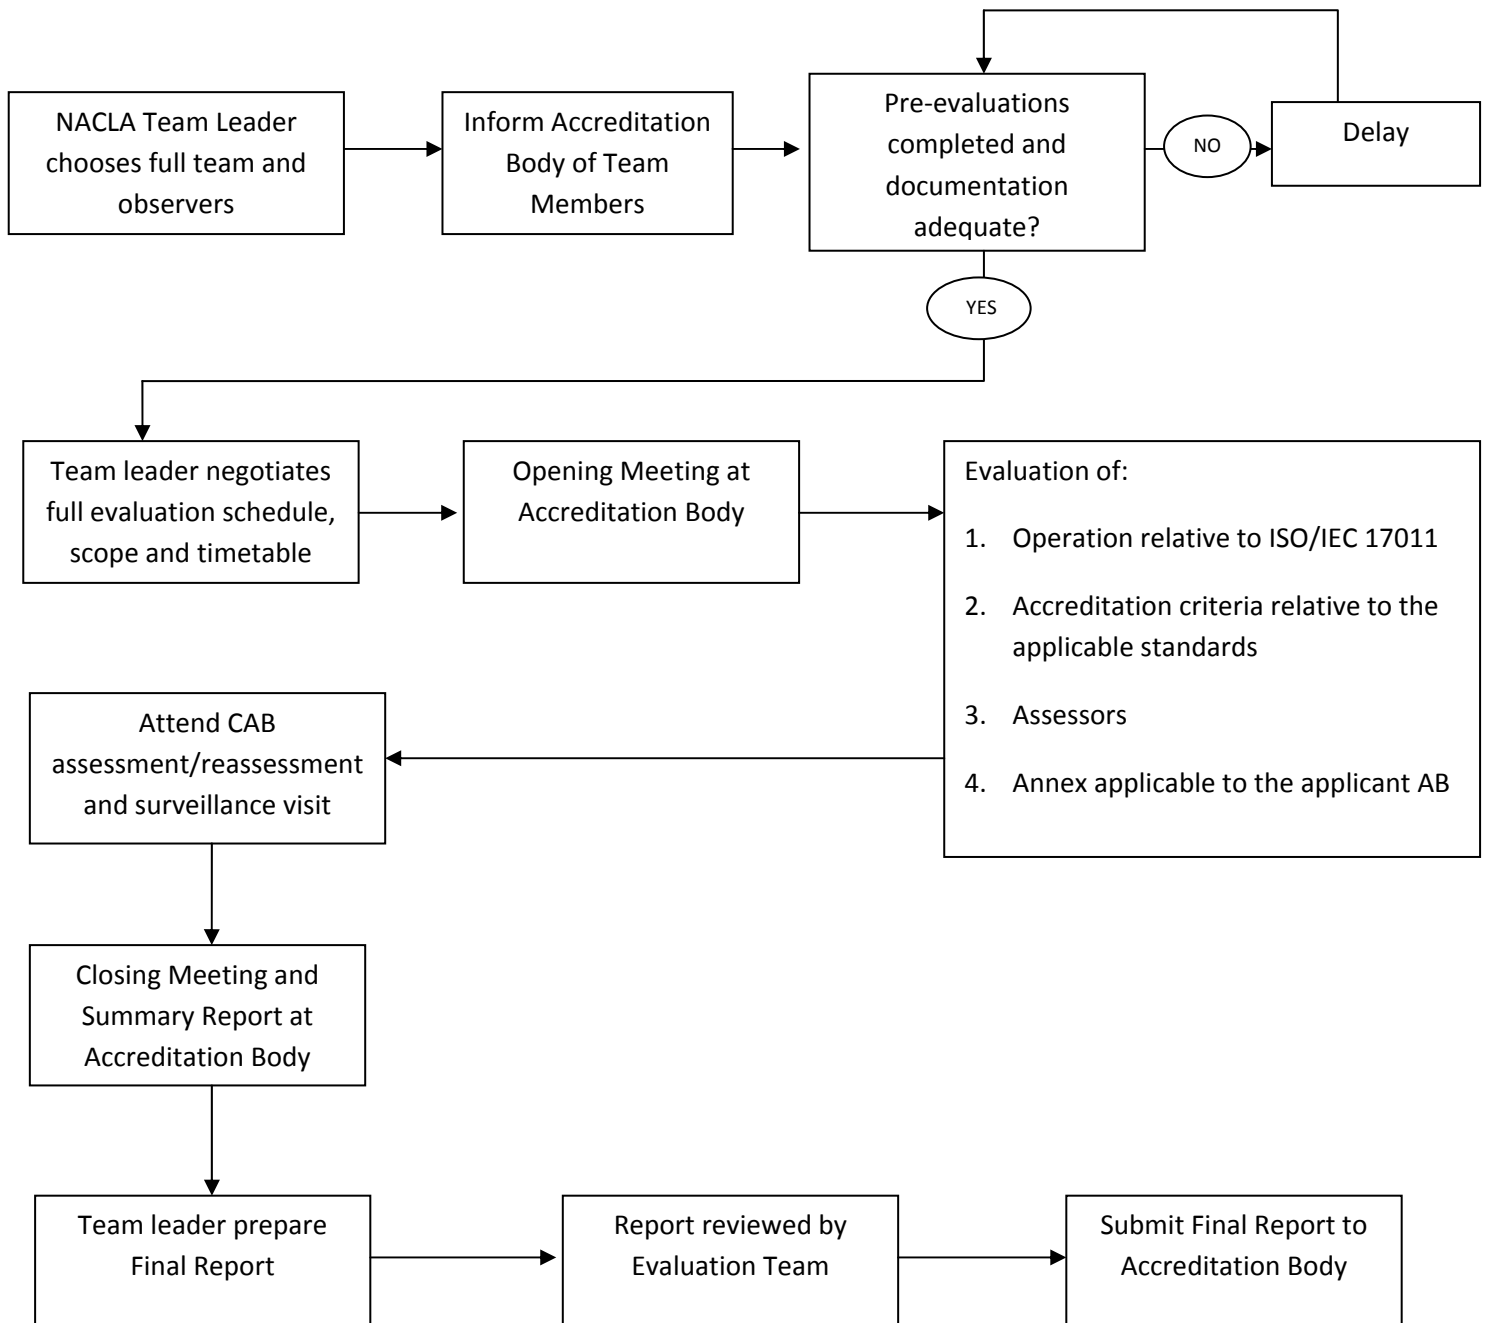 NACLA Team Leader
chooses full team and
observers
Inform Accreditation
Body of Team
Members
Pre-evaluations
completed and
documentation
adequate?
NO
Delay
YES
Team leader negotiates
full evaluation schedule,
scope and timetable
Opening Meeting at
Accreditation Body
Evaluation of:
1. Operation relative to ISO/IEC 17011
2. Accreditation criteria relative to the
applicable standards
3. Assessors
4. Annex applicable to the applicant AB
Attend CAB
assessment/reassessment
and surveillance visit
Closing Meeting and
Summary Report at
Accreditation Body
Team leader prepare
Final Report
Report reviewed by
Evaluation Team
Submit Final Report to
Accreditation Body